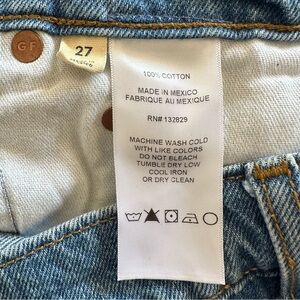 GF
27
100% COTTON
MADE IN MEXICO
FABRIQUE AU MEXIQUE
RN# 132829
MACHINE WASH COLD
WITH LIKE COLORS
DO NOT BLEACH
TUMBLE DRY LOW
COOL IRON
OR DRY CLEAN